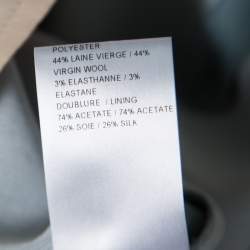 POLYESTER
44% LAINE VIERGE / 44%
VIRGIN WOOL
3% ELASTHANNE / 3%
ELASTANE
DOUBLURE / LINING
74% ACETATE / 74% ACETATE
26% SOIE / 26% SILK